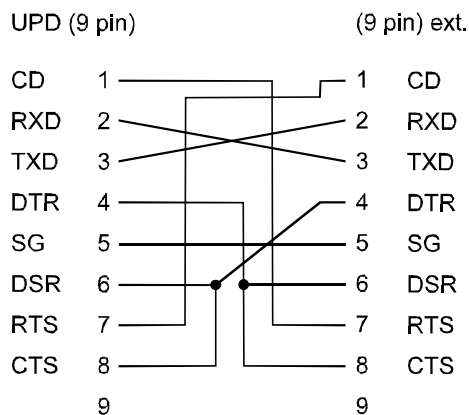 UPD (9 pin) (9 pin) ext.
CD 1 1 CD
RXD 2 2 RXD
TXD 3 3 TXD
DTR 4 4 DTR
SG 5 5 SG
DSR 6 6 DSR
RTS 7 7 RTS
CTS 8 8 CTS
9 9